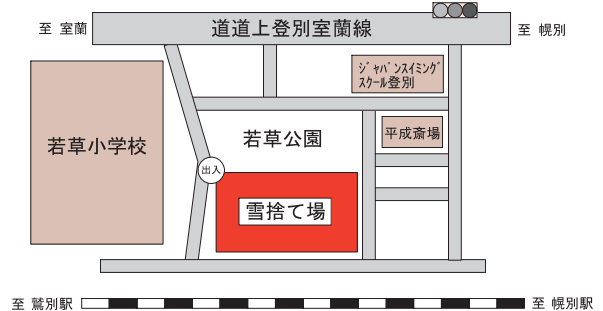 至 室蘭
道道上登別室蘭線
至 幌別
ｼﾞｬﾊﾟﾝスイミング
スクール登別
若草小学校
若草公園
平成斎場
出入
雪捨て場
至 鷲別駅
至 幌別駅